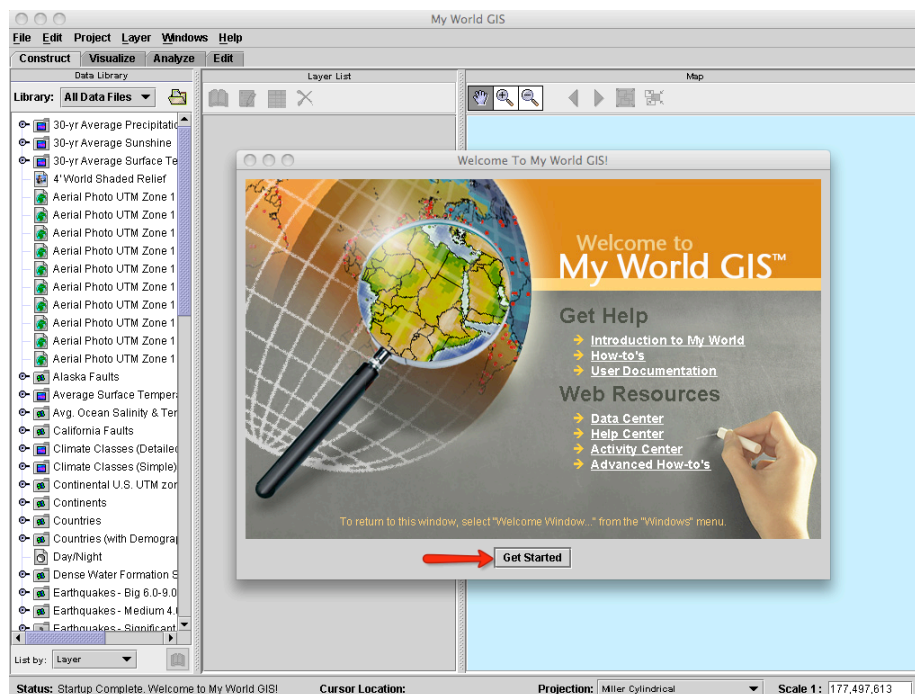 My World GIS
File Edit Project Layer Windows Help
Construct Visualize Analyze Edit
Data Library
Library: All Data Files
30-yr Average Precipitatio
30-yr Average Sunshine
30-yr Average Surface Te
4' World Shaded Relief
Aerial Photo UTM Zone 1
Aerial Photo UTM Zone 1
Aerial Photo UTM Zone 1
Aerial Photo UTM Zone 1
Aerial Photo UTM Zone 1
Aerial Photo UTM Zone 1
Aerial Photo UTM Zone 1
Aerial Photo UTM Zone 1
Aerial Photo UTM Zone 1
Aerial Photo UTM Zone 1
Alaska Faults
Average Surface Tempera
Avg. Ocean Salinity & Ter
California Faults
Climate Classes (Detailed
Climate Classes (Simple)
Continental U.S. UTM zor
Continents
Countries
Countries (with Demograp
Day/Night
Dense Water Formation S
Earthquakes - Big 6.0-9.0
Earthquakes - Medium 4.
Earthquakes - Significant
List by: Layer
Layer List
Map
Welcome To My World GIS!
Welcome to
My World GIS™
Get Help
Introduction to My World
How-to's
User Documentation
Web Resources
Data Center
Help Center
Activity Center
Advanced How-to's
To return to this window, select "Welcome Window..." from the "Windows" menu.
Get Started
Status: Startup Complete. Welcome to My World GIS! Cursor Location: Projection: Miller Cylindrical Scale 1: 177,497,613